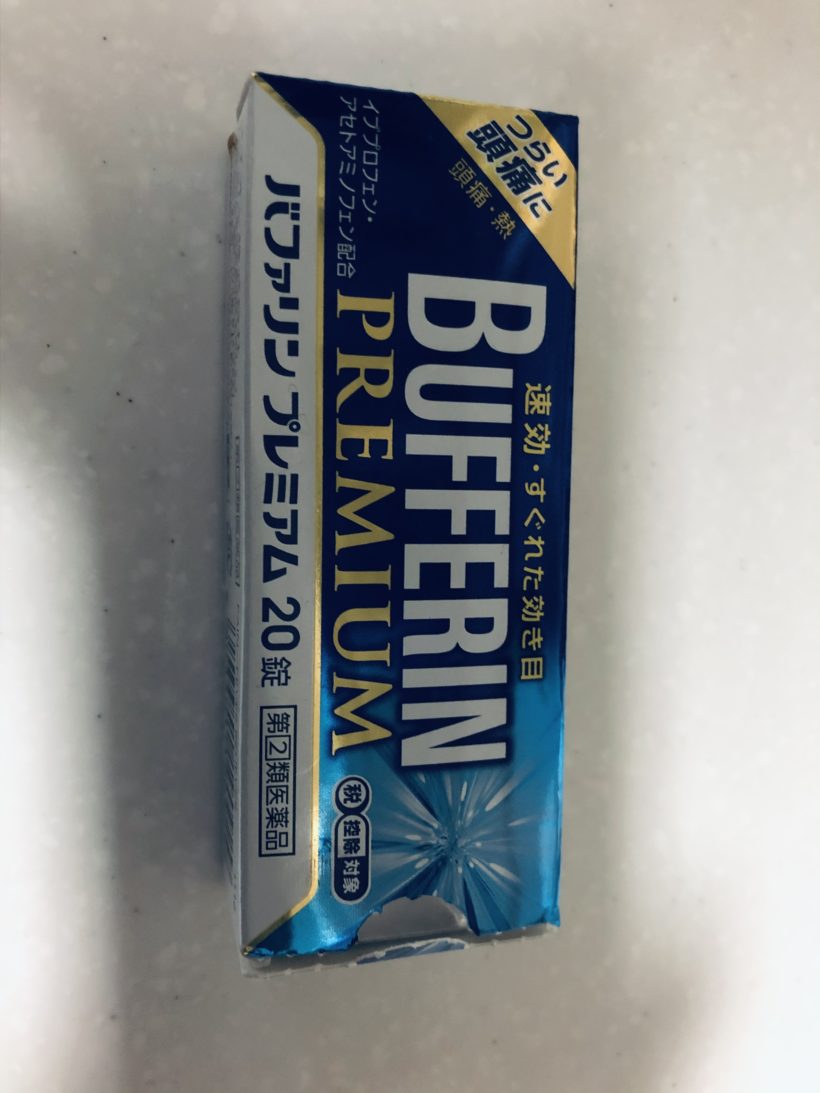 つらい
頭痛に
頭痛・熱
速効・すぐれた効き目
BUFFERIN
PREMIUM
イブプロフェン・
アセトアミノフェン配合
税 控除 対象
バファリン プレミアム 20錠
第②類医薬品